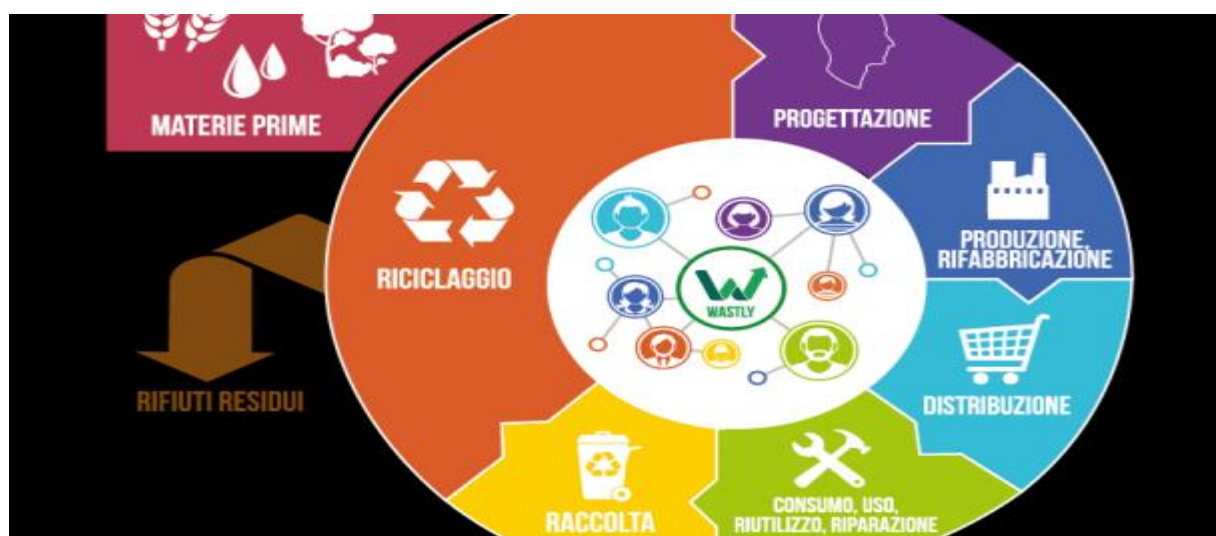 MATERIE PRIME
PROGETTAZIONE
RICICLAGGIO
PRODUZIONE,
RIFABBRICAZIONE
WASTLY
RIFIUTI RESIDUI
DISTRIBUZIONE
RACCOLTA
CONSUMO, USO,
RIUTILIZZO, RIPARAZIONE